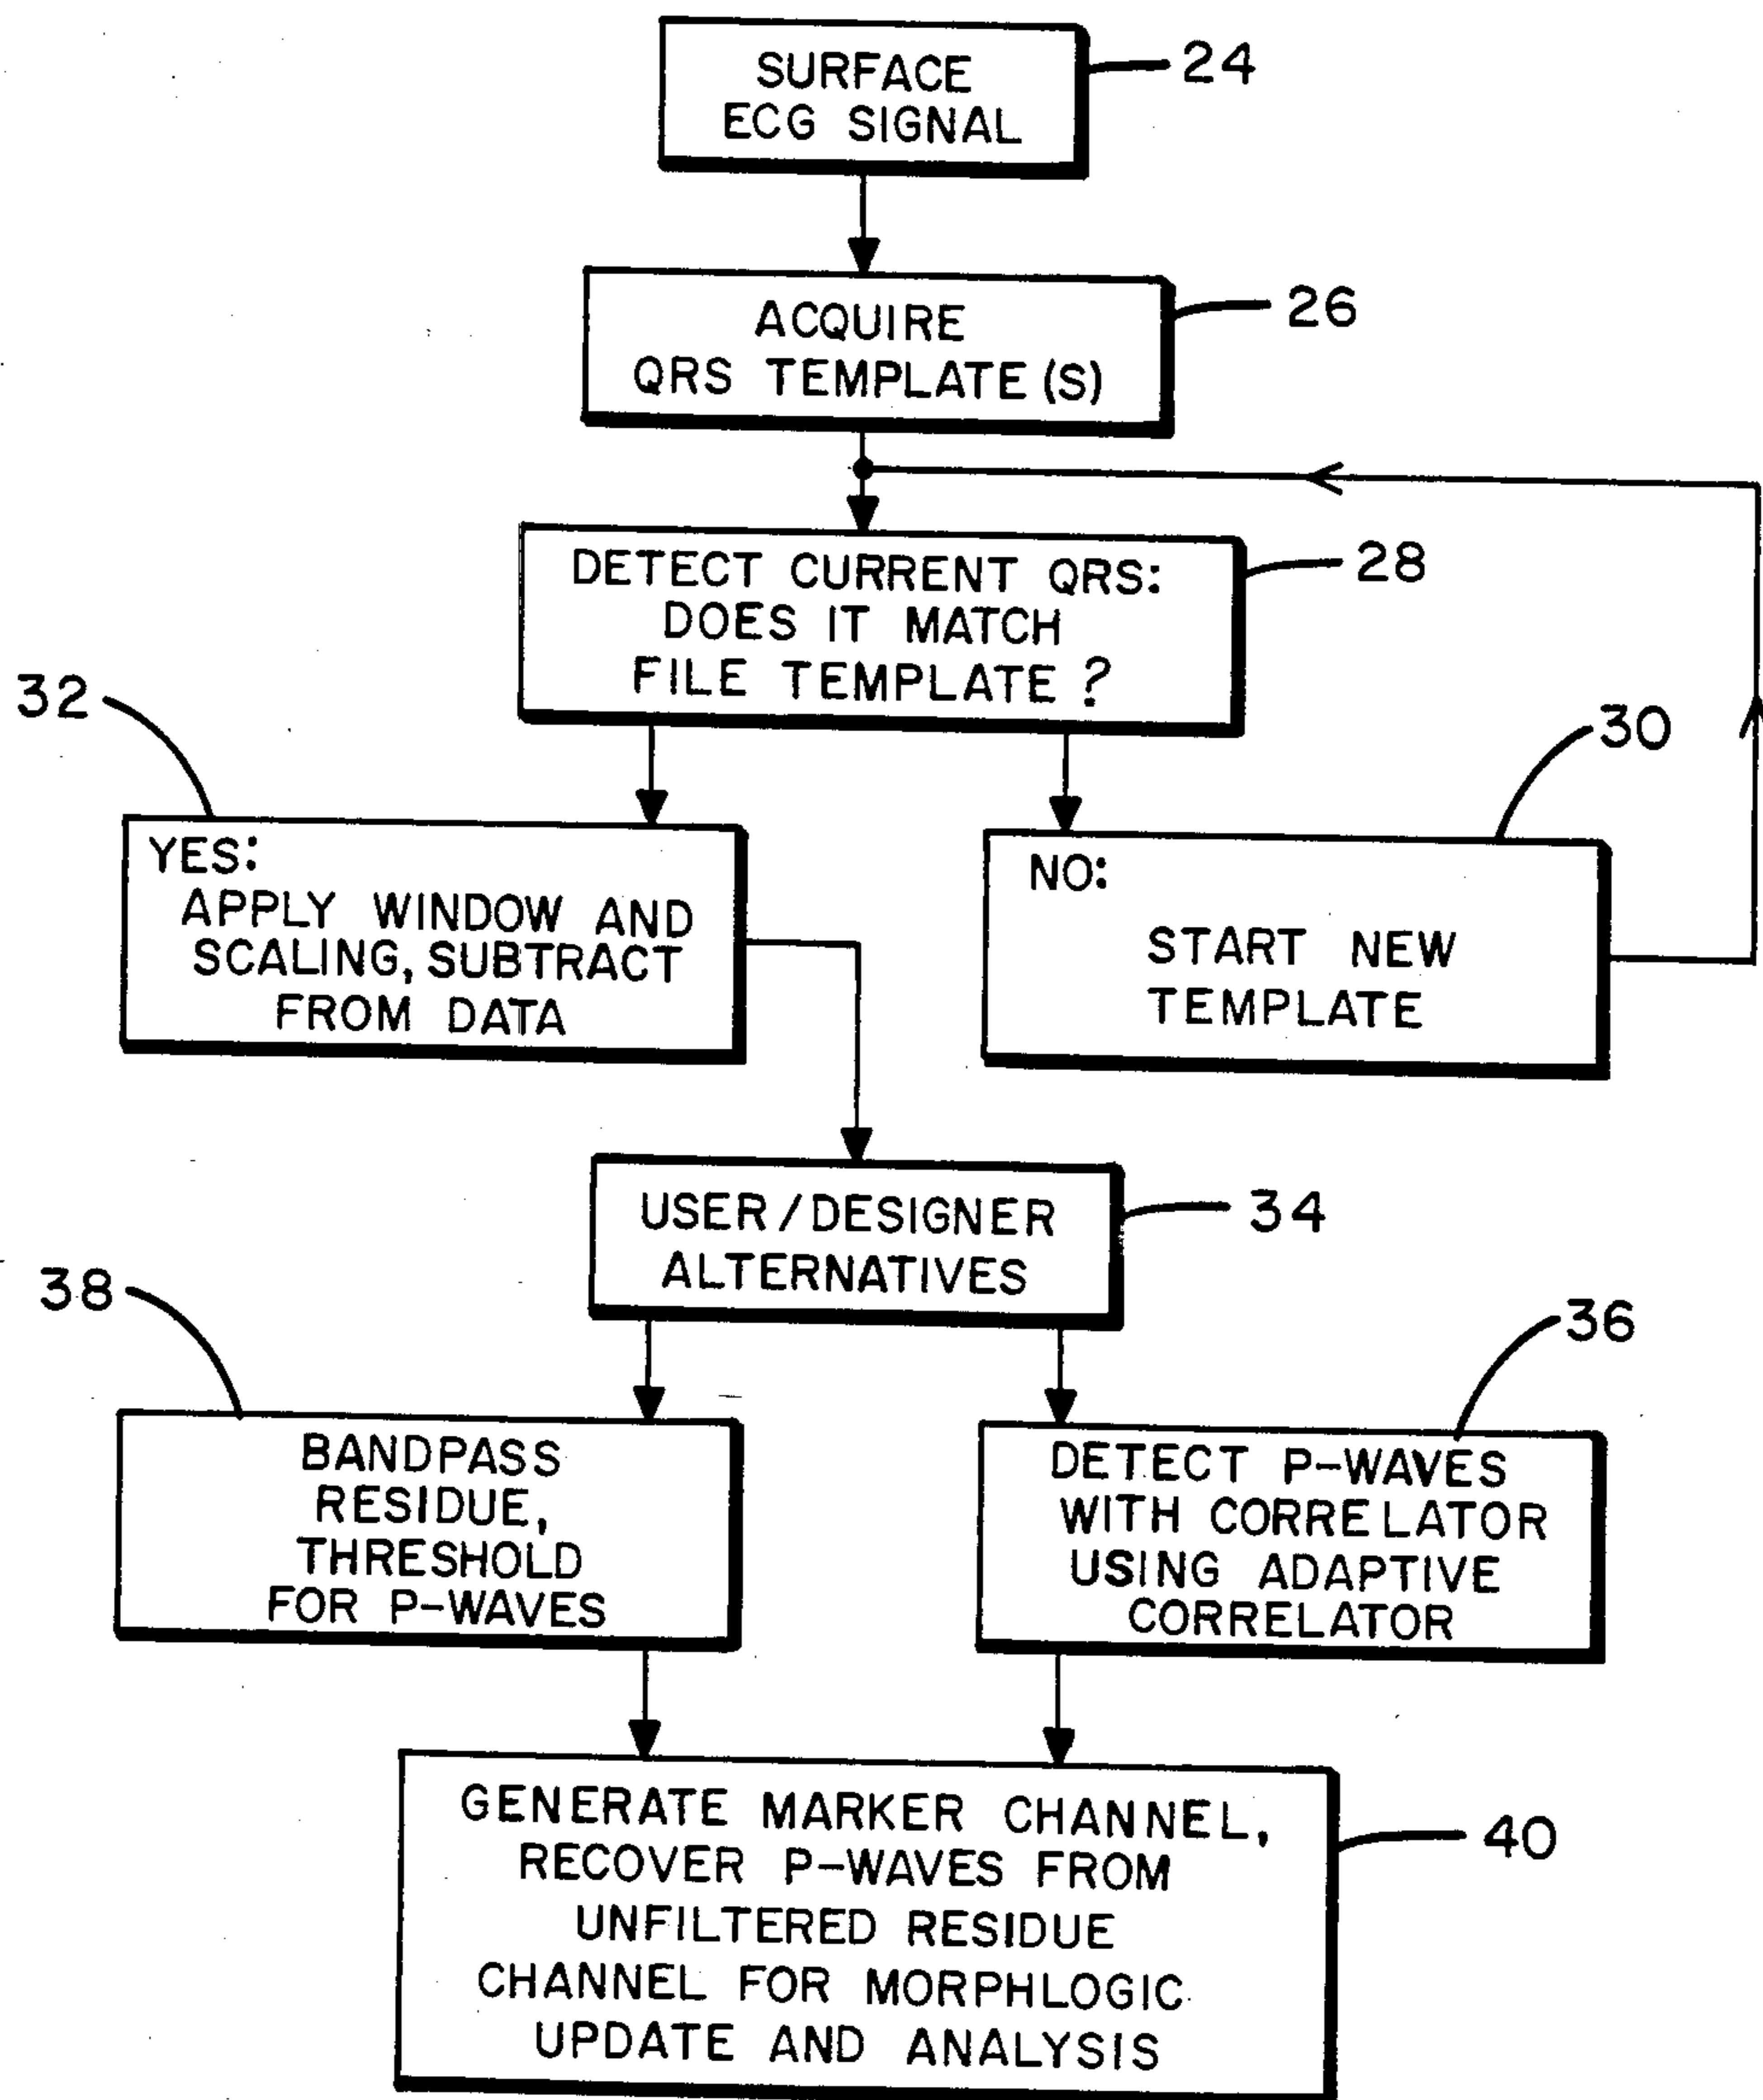 SURFACE
ECG SIGNAL
24
ACQUIRE
QRS TEMPLATE (S)
26
DETECT CURRENT QRS:
DOES IT MATCH
FILE TEMPLATE ?
28
32
YES:
APPLY WINDOW AND
SCALING, SUBTRACT
FROM DATA
30
NO:
START NEW
TEMPLATE
USER/DESIGNER
ALTERNATIVES
34
38
BANDPASS
RESIDUE,
THRESHOLD
FOR P-WAVES
36
DETECT P-WAVES
WITH CORRELATOR
USING ADAPTIVE
CORRELATOR
GENERATE MARKER CHANNEL,
RECOVER P-WAVES FROM
UNFILTERED RESIDUE
CHANNEL FOR MORPHLOGIC
UPDATE AND ANALYSIS
40